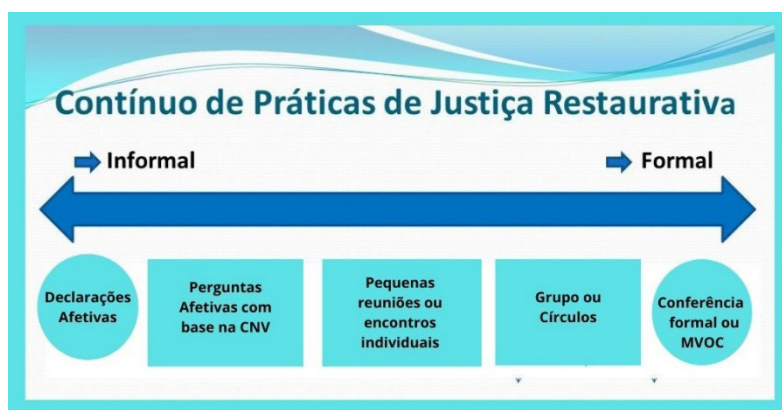 Contínuo de Práticas de Justiça Restaurativa
Informal
Formal
Declarações
Afetivas
Perguntas
Afetivas com
base na CNV
Pequenas
reuniões ou
encontros
individuais
Grupo ou
Círculos
Conferência
formal ou
MVOC